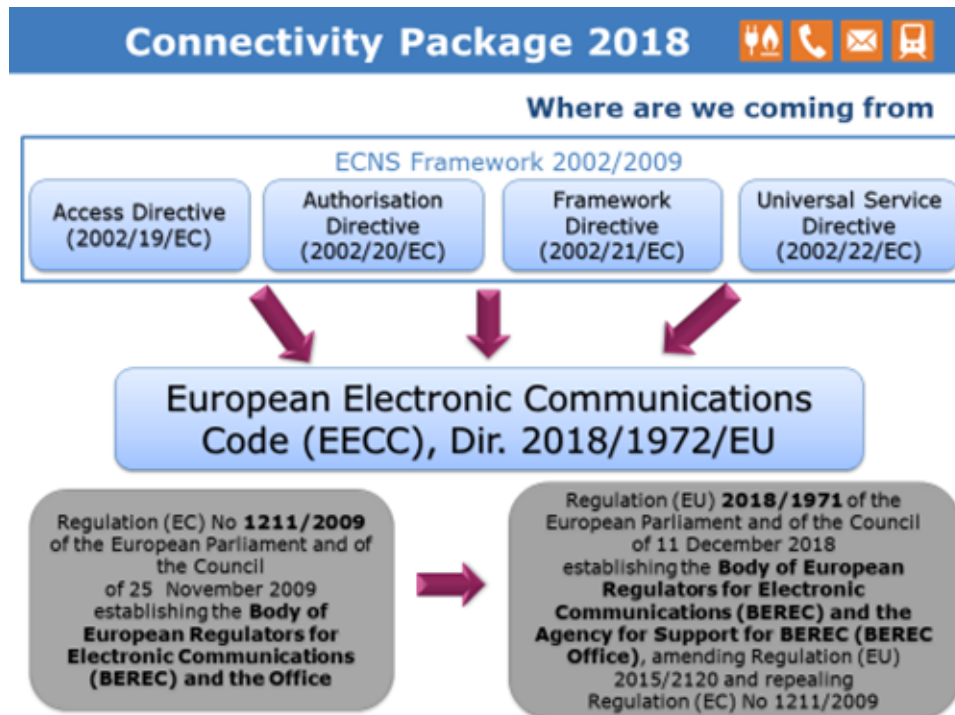 Connectivity Package 2018
Where are we coming from
ECNS Framework 2002/2009
Access Directive
(2002/19/EC)
Authorisation
Directive
(2002/20/EC)
Framework
Directive
(2002/21/EC)
Universal Service
Directive
(2002/22/EC)
European Electronic Communications
Code (EECC), Dir. 2018/1972/EU
Regulation (EC) No 1211/2009
of the European Parliament and of
the Council
of 25 November 2009
establishing the Body of
European Regulators for
Electronic Communications
(BEREC) and the Office
Regulation (EU) 2018/1971 of the
European Parliament and of the Council
of 11 December 2018
establishing the Body of European
Regulators for Electronic
Communications (BEREC) and the
Agency for Support for BEREC (BEREC
Office), amending Regulation (EU)
2015/2120 and repealing
Regulation (EC) No 1211/2009